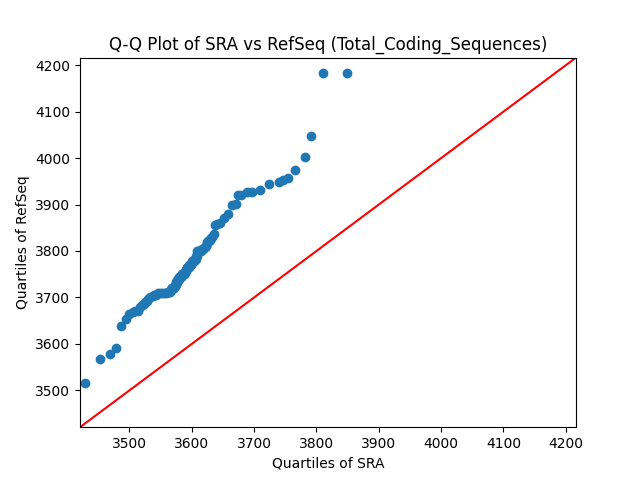 Q-Q Plot of SRA vs RefSeq (Total_Coding_Sequences)
4200
4100
4000
3900
3800
3700
3600
3500
Quartiles of RefSeq
3500 3600 3700 3800 3900 4000 4100 4200
Quartiles of SRA